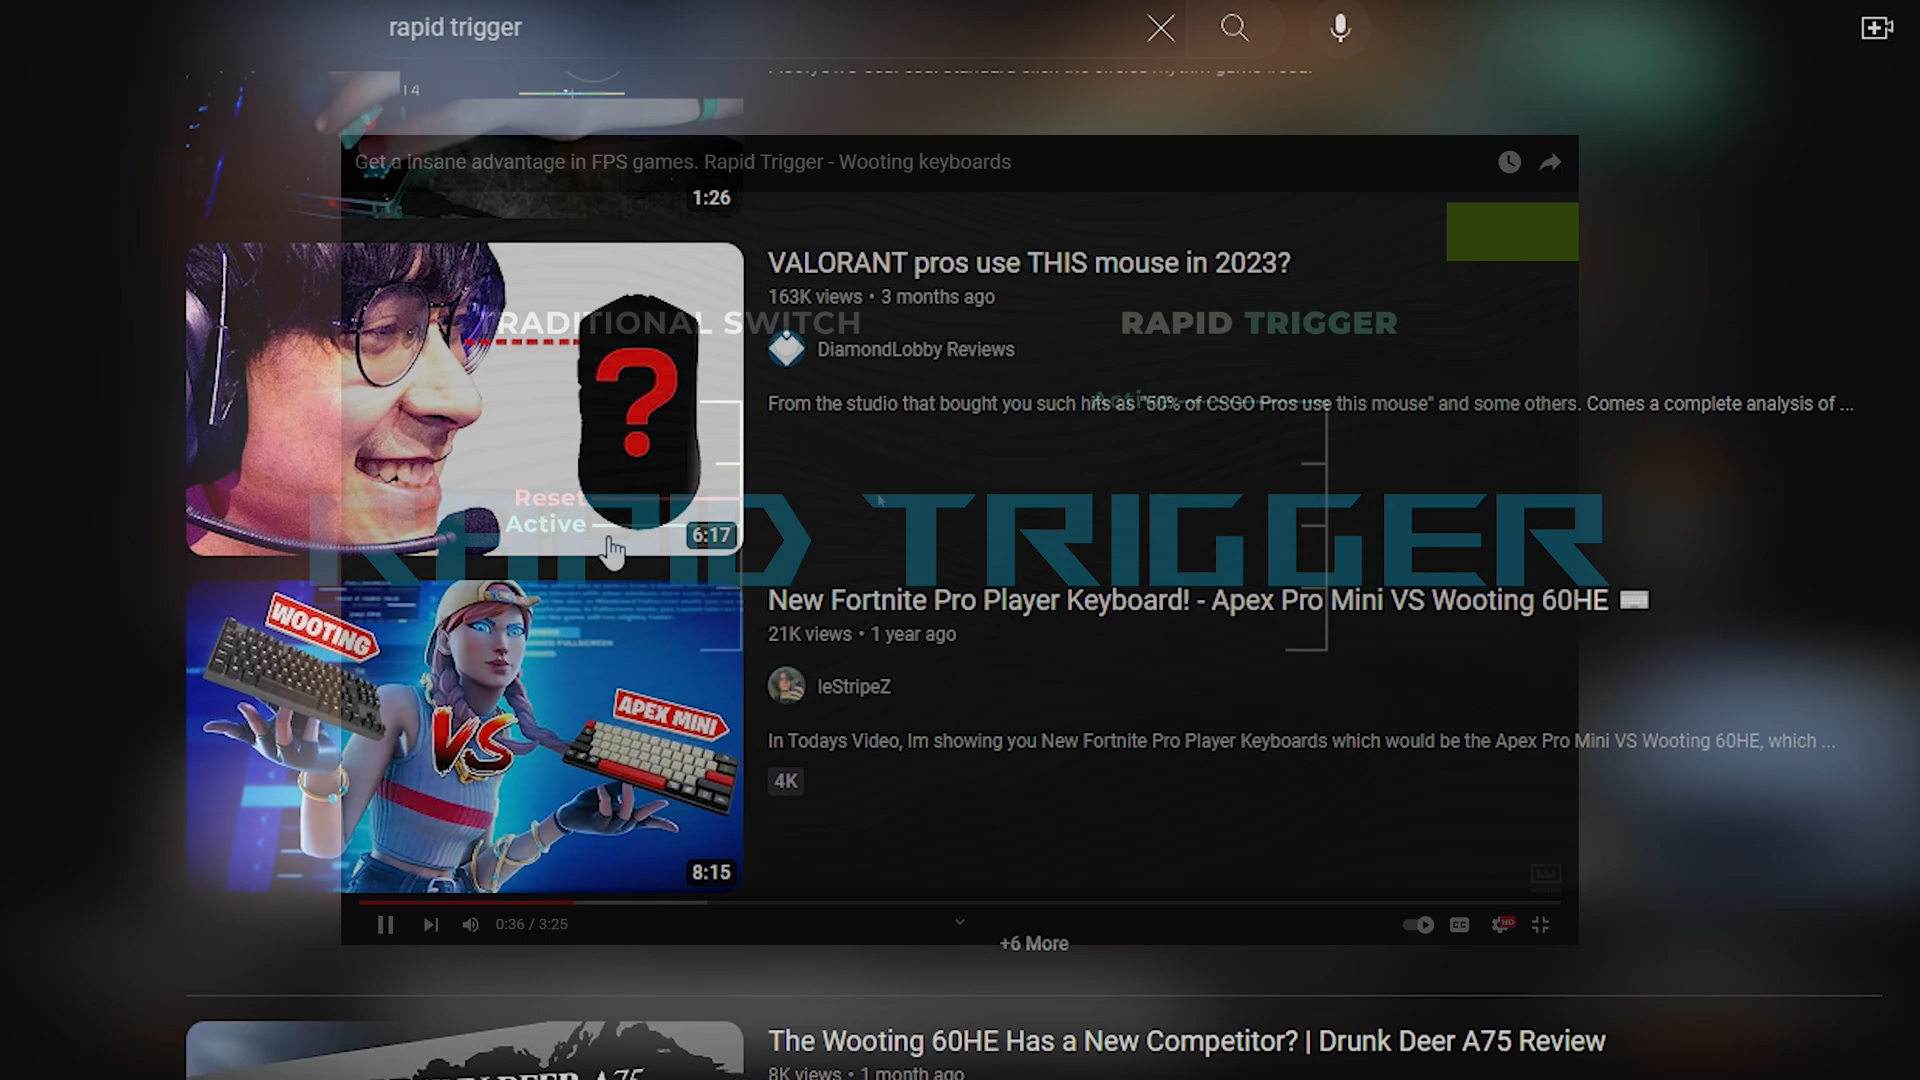 rapid trigger
14
Get a insane advantage in FPS games. Rapid Trigger - Wooting keyboards
1:26
VALORANT pros use THIS mouse in 2023?
163K views • 3 months ago
TRADITIONAL SWITCH
RAPID TRIGGER
DiamondLobby Reviews
From the studio that bought you such hits as "50% of CSGO Pros use this mouse" and some others. Comes a complete analysis of ...
?
Reset
Active
6:17
RAPID TRIGGER
New Fortnite Pro Player Keyboard! - Apex Pro Mini VS Wooting 60HE
21K views • 1 year ago
WOOTING
leStripeZ
APEX MINI
VS
In Todays Video, Im showing you New Fortnite Pro Player Keyboards which would be the Apex Pro Mini VS Wooting 60HE, which ...
4K
8:15
0:36 / 3:25
CC
HD
+6 More
The Wooting 60HE Has a New Competitor? | Drunk Deer A75 Review
8K views • 1 month ago